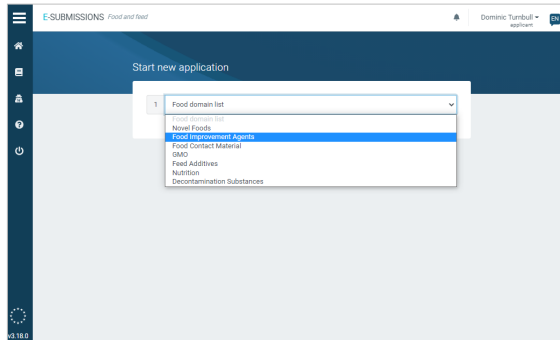 E-SUBMISSIONS Food and feed
Dominic Turnbull
applicant
EN
Start new application
1 Food domain list
Food domain list
Novel Foods
Food Improvement Agents
Food Contact Material
GMO
Feed Additives
Nutrition
Decontamination Substances
v3.18.0